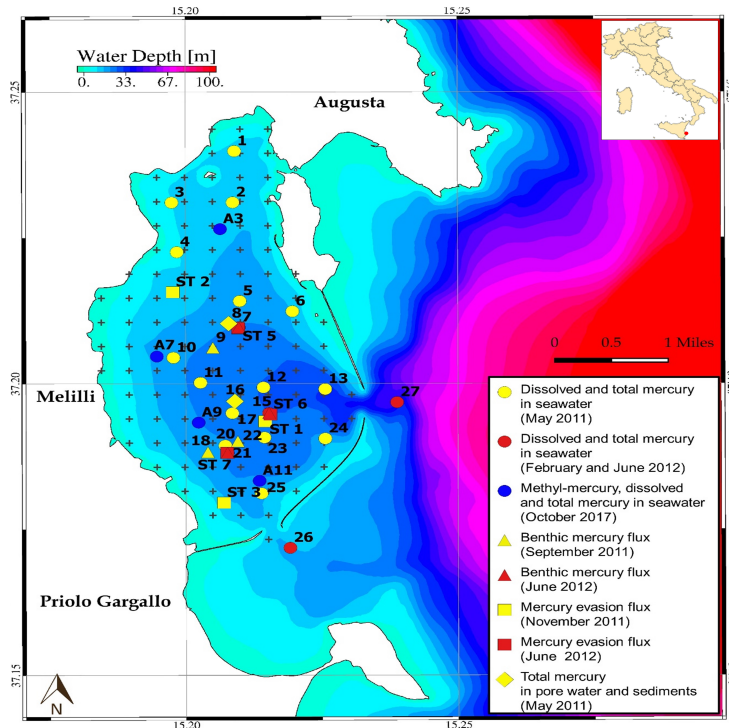 15.20
15.25
Water Depth [m]
0. 33. 67. 100.
37.25
Augusta
1
3
2
A3
4
ST 2
5
6
8
7
9
ST 5
A7
10
11
12
13
37.20
Melilli
27
16
15
ST 6
A9
17
ST 1
18
20
22
24
21
23
ST 7
A11
ST 3
25
26
Priolo Gargallo
0 0.5 1 Miles
Dissolved and total mercury
in seawater
(May 2011)
Dissolved and total mercury
in seawater
(February and June 2012)
Methyl-mercury, dissolved
and total mercury in seawater
(October 2017)
Benthic mercury flux
(September 2011)
Benthic mercury flux
(June 2012)
Mercury evasion flux
(November 2011)
Mercury evasion flux
(June 2012)
Total mercury
in pore water and sediments
(May 2011)
37.15
N
15.20
15.25